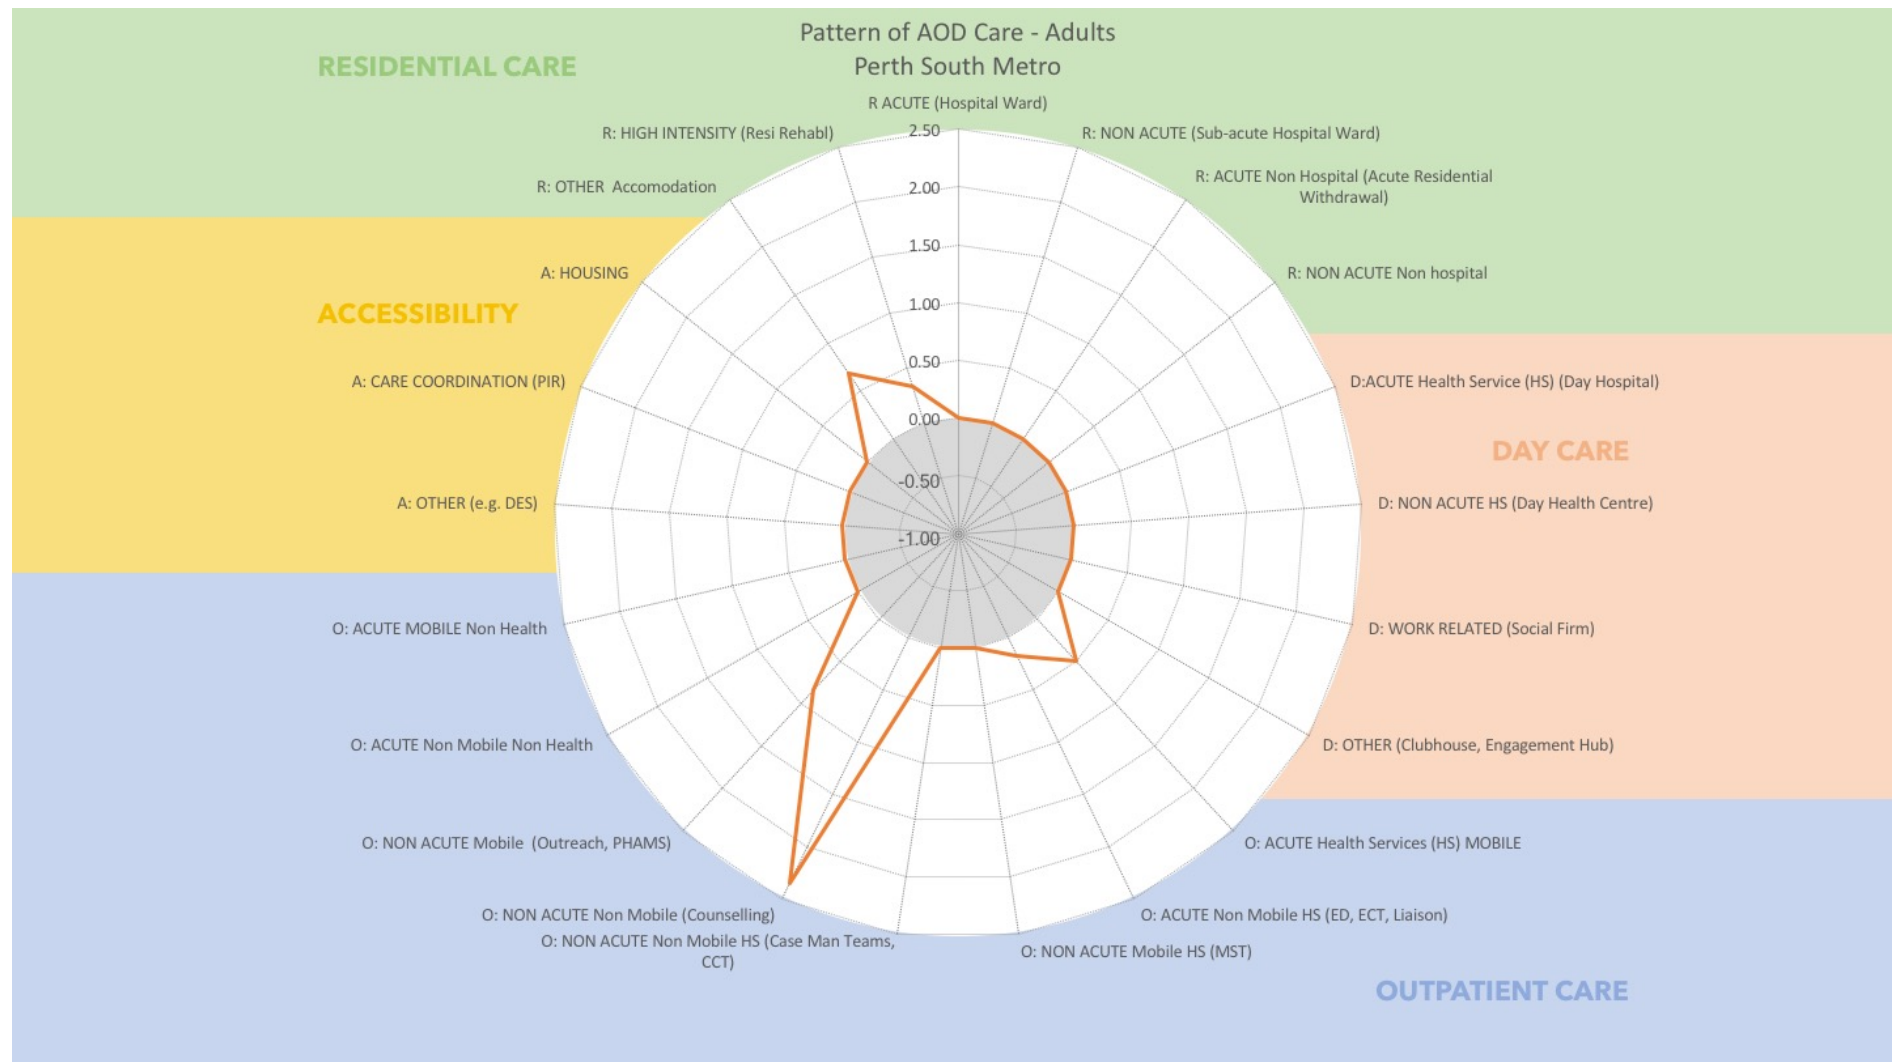 Pattern of AOD Care - Adults
Perth South Metro
RESIDENTIAL CARE
R ACUTE (Hospital Ward)
R: HIGH INTENSITY (Resi Rehabl)
2.50
R: NON ACUTE (Sub-acute Hospital Ward)
R: OTHER Accomodation
2.00
R: ACUTE Non Hospital (Acute Residential
Withdrawal)
1.50
A: HOUSING
R: NON ACUTE Non hospital
1.00
ACCESSIBILITY
0.50
A: CARE COORDINATION (PIR)
D:ACUTE Health Service (HS) (Day Hospital)
0.00
DAY CARE
-0.50
A: OTHER (e.g. DES)
D: NON ACUTE HS (Day Health Centre)
-1.00
O: ACUTE MOBILE Non Health
D: WORK RELATED (Social Firm)
O: ACUTE Non Mobile Non Health
D: OTHER (Clubhouse, Engagement Hub)
O: NON ACUTE Mobile (Outreach, PHAMS)
O: ACUTE Health Services (HS) MOBILE
O: NON ACUTE Non Mobile (Counselling)
O: ACUTE Non Mobile HS (ED, ECT, Liaison)
O: NON ACUTE Non Mobile HS (Case Man Teams,
CCT)
O: NON ACUTE Mobile HS (MST)
OUTPATIENT CARE